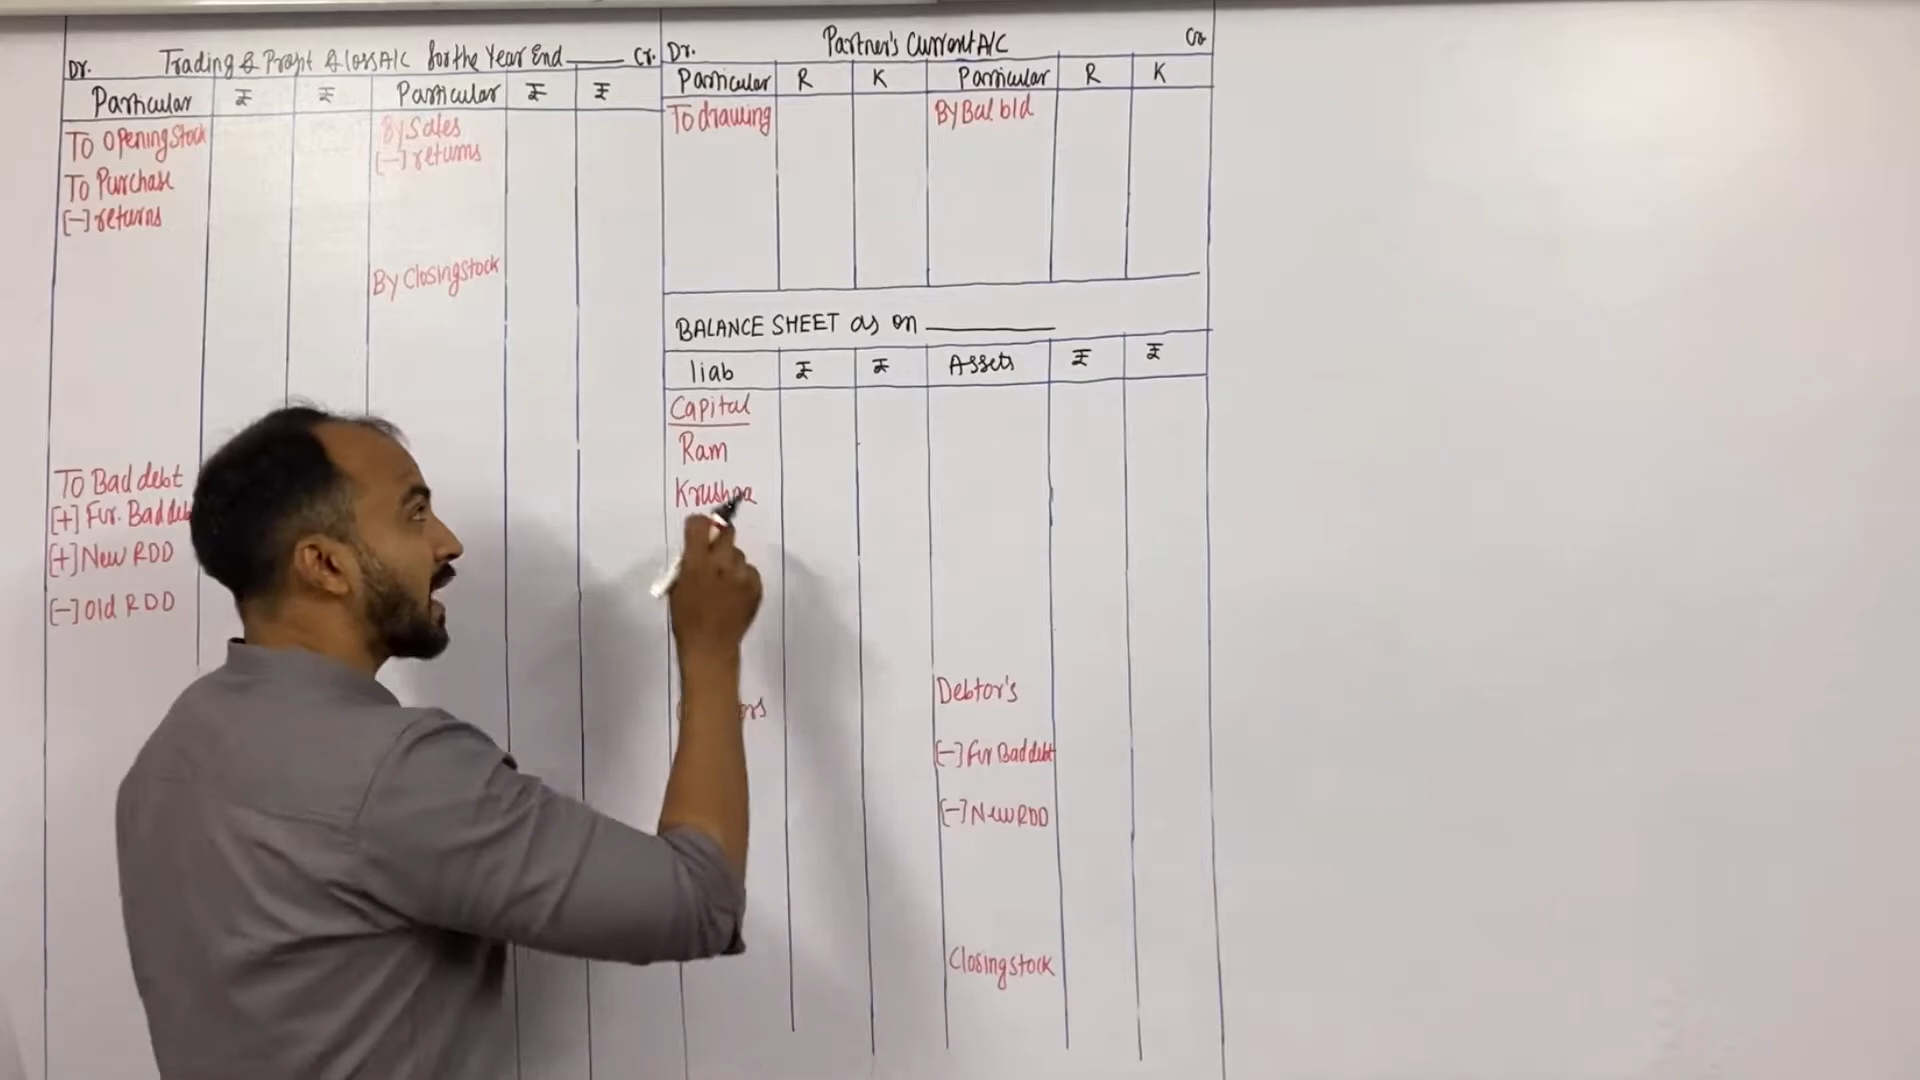 Dr. Trading & Profit & loss A/C for the Year End ______ Cr.
Particular ₹ ₹ Particular ₹ ₹
To Opening stock
To Purchase
[-] returns
By Sales
[-] returns
By Closing stock
To Bad debt
[+] Fur. Bad deb
[+] New RDD
[-] Old RDD
Dr. Partner's Current A/C Cr
Particular R K Particular R K
To drawing By Bal b/d
BALANCE SHEET as on ______
liab ₹ ₹ Assets ₹ ₹
Capital
Ram
Krushna
Debtor's
[-] Fur Bad debt
[-] New RDD
Closing stock